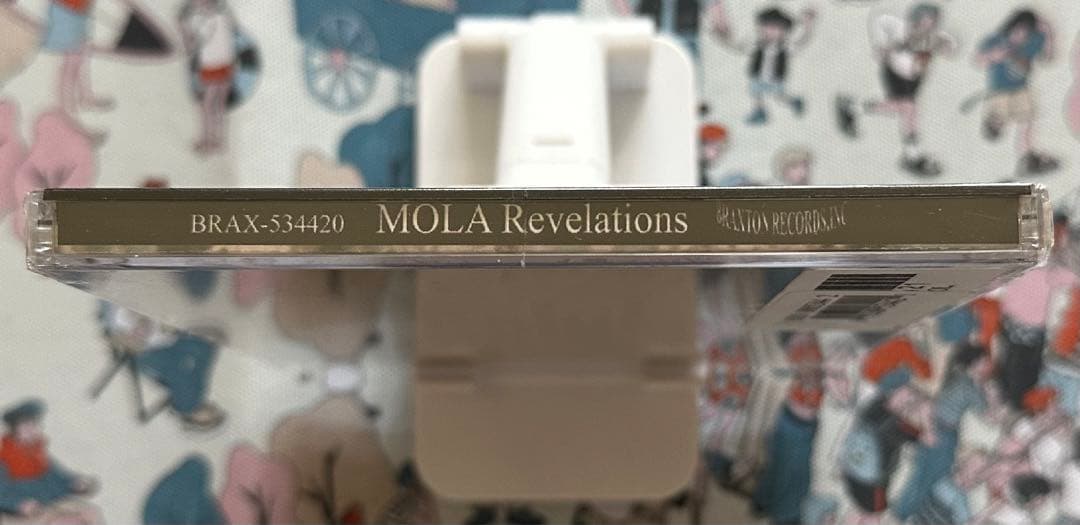 BRAX-534420 MOLA Revelations BRAXTON RECORDS,INC